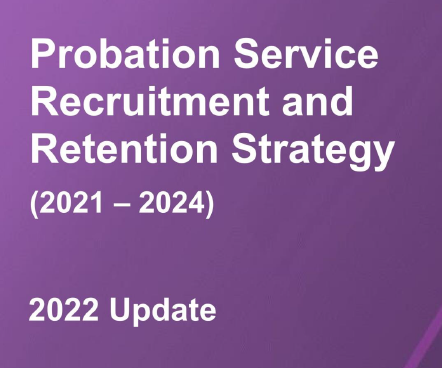 Probation Service
Recruitment and
Retention Strategy
(2021 – 2024)
2022 Update